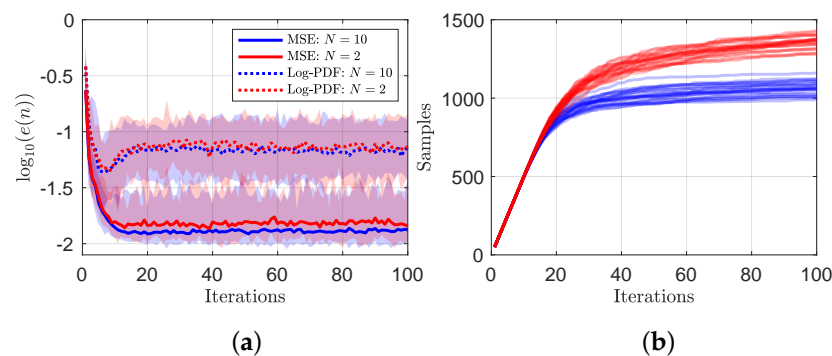 0
-0.5
-1
-1.5
-2
log₁₀(e(n))
MSE: N = 10
MSE: N = 2
Log-PDF: N = 10
Log-PDF: N = 2
0 20 40 60 80 100
Iterations
(a)
1500
1000
500
0
Samples
0 20 40 60 80 100
Iterations
(b)